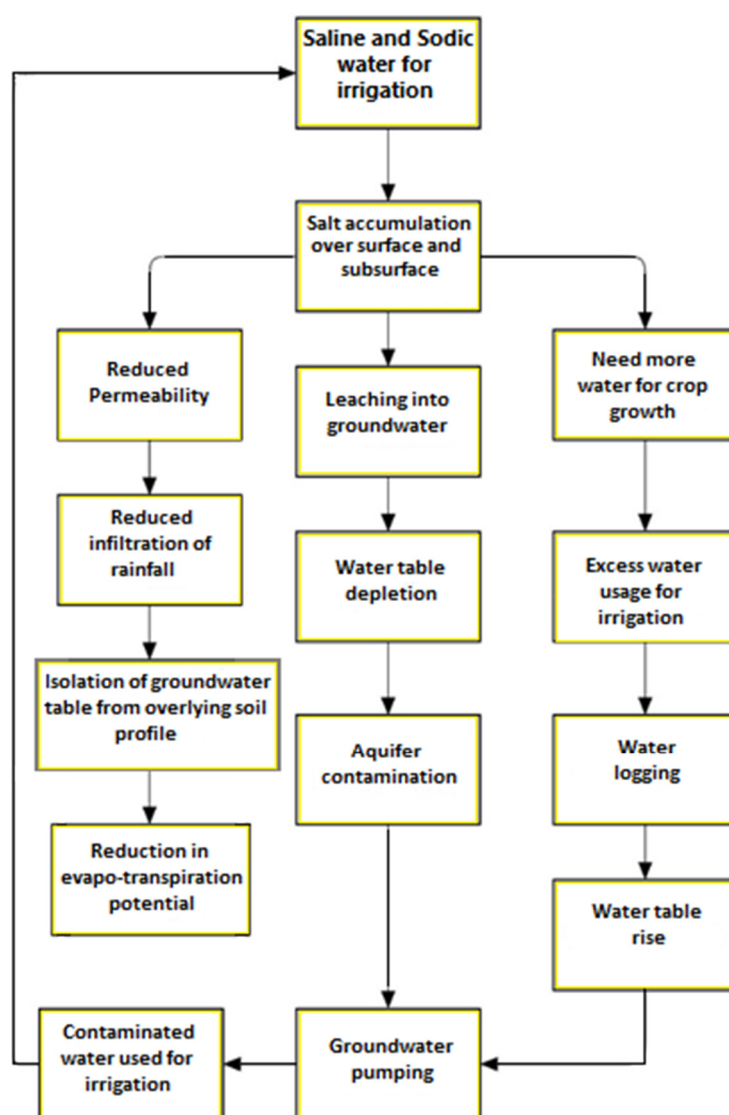 Saline and Sodic
water for
irrigation
Salt accumulation
over surface and
subsurface
Reduced
Permeability
Leaching into
groundwater
Need more
water for crop
growth
Reduced
infiltration of
rainfall
Water table
depletion
Excess water
usage for
irrigation
Isolation of groundwater
table from overlying soil
profile
Aquifer
contamination
Water
logging
Reduction in
evapo-transpiration
potential
Water table
rise
Contaminated
water used for
irrigation
Groundwater
pumping